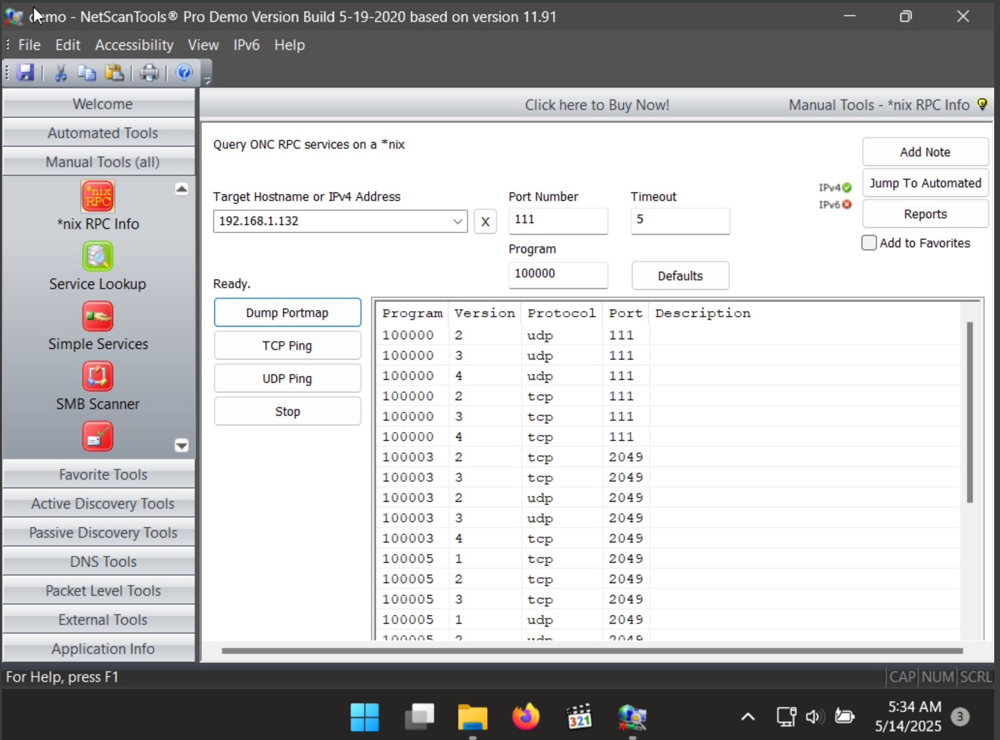 demo - NetScanTools® Pro Demo Version Build 5-19-2020 based on version 11.91
File Edit Accessibility View IPv6 Help
Welcome
Automated Tools
Manual Tools (all)
*nix RPC
*nix RPC Info
Service Lookup
Simple Services
SMB Scanner
Favorite Tools
Active Discovery Tools
Passive Discovery Tools
DNS Tools
Packet Level Tools
External Tools
Application Info
Click here to Buy Now! Manual Tools - *nix RPC Info
Query ONC RPC services on a *nix
Add Note
Jump To Automated
Reports
Add to Favorites
IPv4
IPv6
Target Hostname or IPv4 Address Port Number Timeout
192.168.1.132 X 111 5
Program
100000 Defaults
Ready.
Dump Portmap
TCP Ping
UDP Ping
Stop
Program Version Protocol Port Description
100000 2 udp 111
100000 3 udp 111
100000 4 udp 111
100000 2 tcp 111
100000 3 tcp 111
100000 4 tcp 111
100003 2 tcp 2049
100003 3 tcp 2049
100003 2 udp 2049
100003 3 udp 2049
100003 4 tcp 2049
100005 1 tcp 2049
100005 2 tcp 2049
100005 3 tcp 2049
100005 1 udp 2049
100005 2 udp 2049
For Help, press F1 CAP NUM SCRL
321
5:34 AM
5/14/2025 3